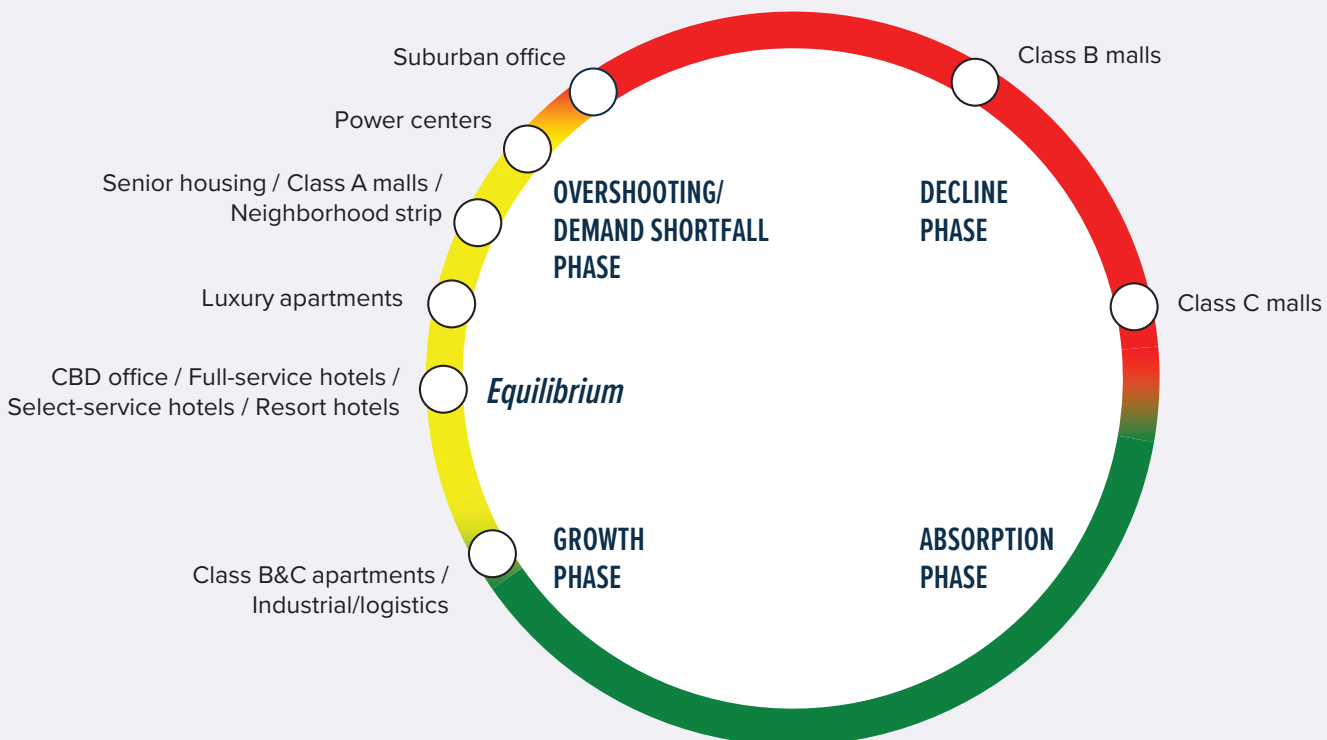 Suburban office
Class B malls
Power centers
Senior housing / Class A malls /
Neighborhood strip
OVERSHOOTING/
DEMAND SHORTFALL
PHASE
DECLINE
PHASE
Luxury apartments
Class C malls
CBD office / Full-service hotels /
Select-service hotels / Resort hotels
Equilibrium
Class B&C apartments /
Industrial/logistics
GROWTH
PHASE
ABSORPTION
PHASE